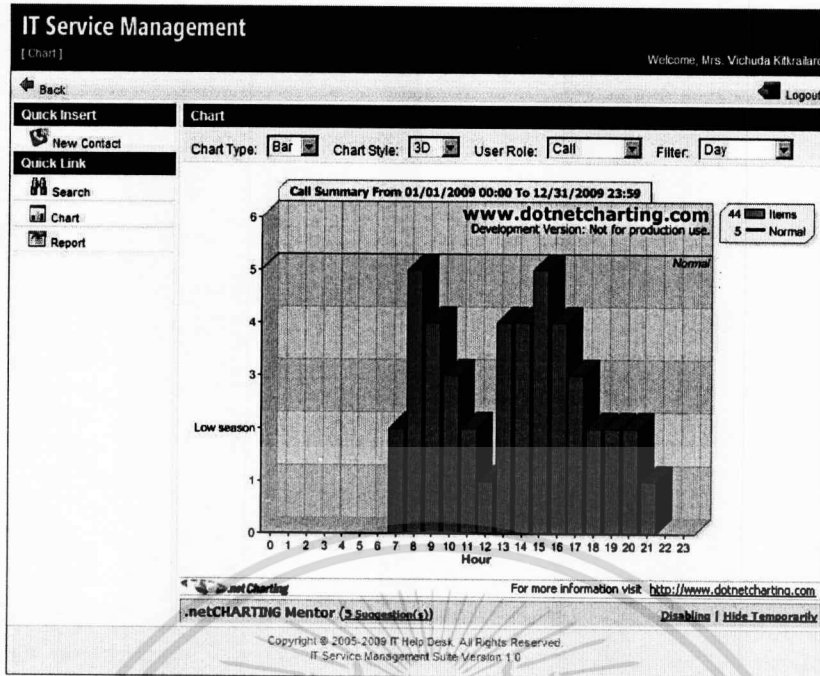 IT Service Management
[ Chart ]
Welcome, Mrs. Vichuda Kitkrailard
Back
Logout
Quick Insert
New Contact
Quick Link
Search
Chart
Report
Chart
Chart Type: Bar Chart Style: 3D User Role: Call Filter: Day
Call Summary From 01/01/2009 00:00 To 12/31/2009 23:59
www.dotnetcharting.com
Development Version: Not for production use.
44 Items
5 Normal
Normal
6
5
4
3
Low season
1
0
0 1 2 3 4 5 6 7 8 9 10 11 12 13 14 15 16 17 18 19 20 21 22 23
Hour
.net Charting
For more information visit http://www.dotnetcharting.com
.netCHARTING Mentor (5 Suggestion(s))
Disabling | Hide Temporarily
Copyright © 2005-2009 IT Help Desk. All Rights Reserved.
IT Service Management Suite Version 1.0